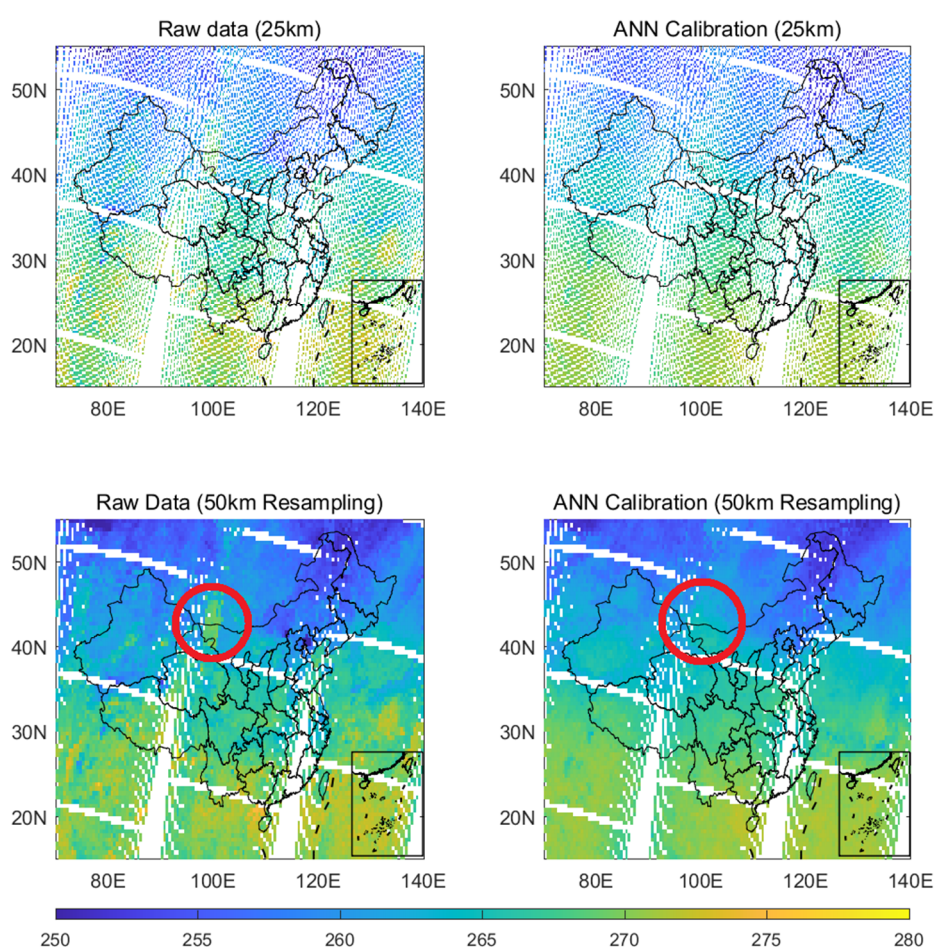 Raw data (25km)
ANN Calibration (25km)
50N
40N
30N
20N
80E 100E 120E 140E
50N
40N
30N
20N
80E 100E 120E 140E
Raw Data (50km Resampling)
ANN Calibration (50km Resampling)
50N
40N
30N
20N
80E 100E 120E 140E
50N
40N
30N
20N
80E 100E 120E 140E
250 255 260 265 270 275 280